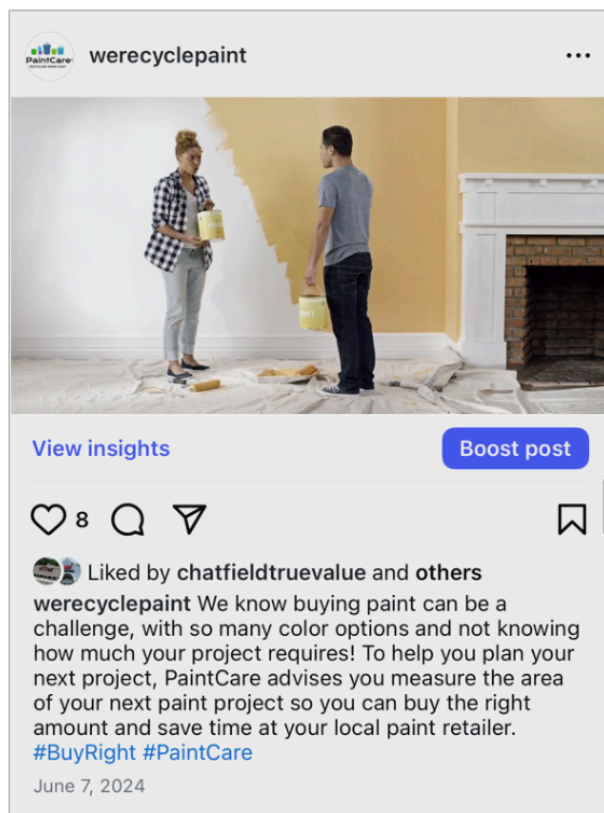 PaintCare
werecyclepaint
View insights
Boost post
8
Liked by chatfieldtruevalue and others
werecyclepaint We know buying paint can be a
challenge, with so many color options and not knowing
how much your project requires! To help you plan your
next project, PaintCare advises you measure the area
of your next paint project so you can buy the right
amount and save time at your local paint retailer.
#BuyRight #PaintCare
June 7, 2024